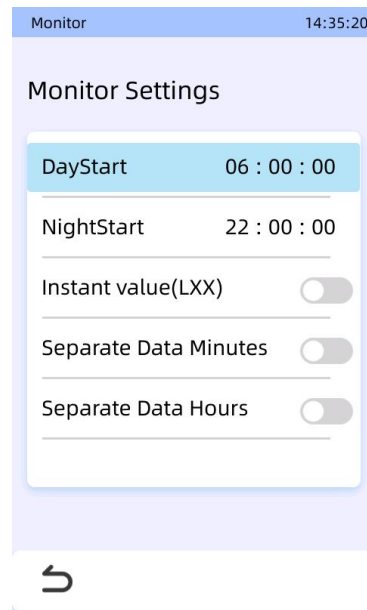 Monitor 14:35:20
Monitor Settings
DayStart 06 : 00 : 00
NightStart 22 : 00 : 00
Instant value(LXX)
Separate Data Minutes
Separate Data Hours